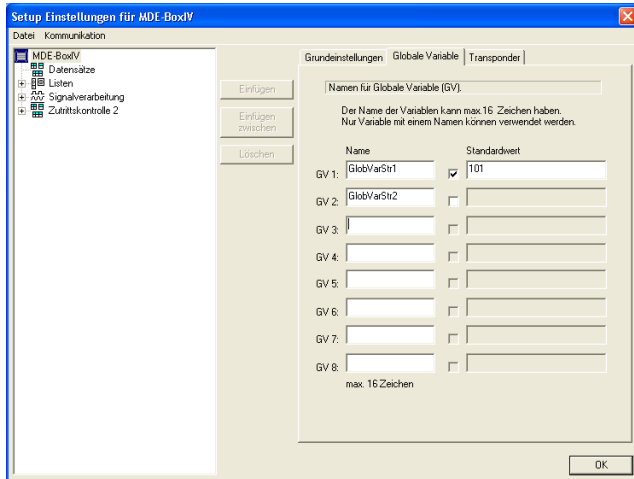 Setup Einstellungen für MDE-BoxIV
Datei Kommunikation
MDE-BoxIV
Datensätze
Listen
Signalverarbeitung
Zutrittskontrolle 2
Einfügen
Einfügen
zwischen
Löschen
Grundeinstellungen Globale Variable Transponder
Namen für Globale Variable (GV).
Der Name der Variablen kann max.16 Zeichen haben.
Nur Variable mit einem Namen können verwendet werden.
Name Standardwert
GV 1: GlobVarStr1 101
GV 2: GlobVarStr2
GV 3:
GV 4:
GV 5:
GV 6:
GV 7:
GV 8:
max. 16 Zeichen
OK